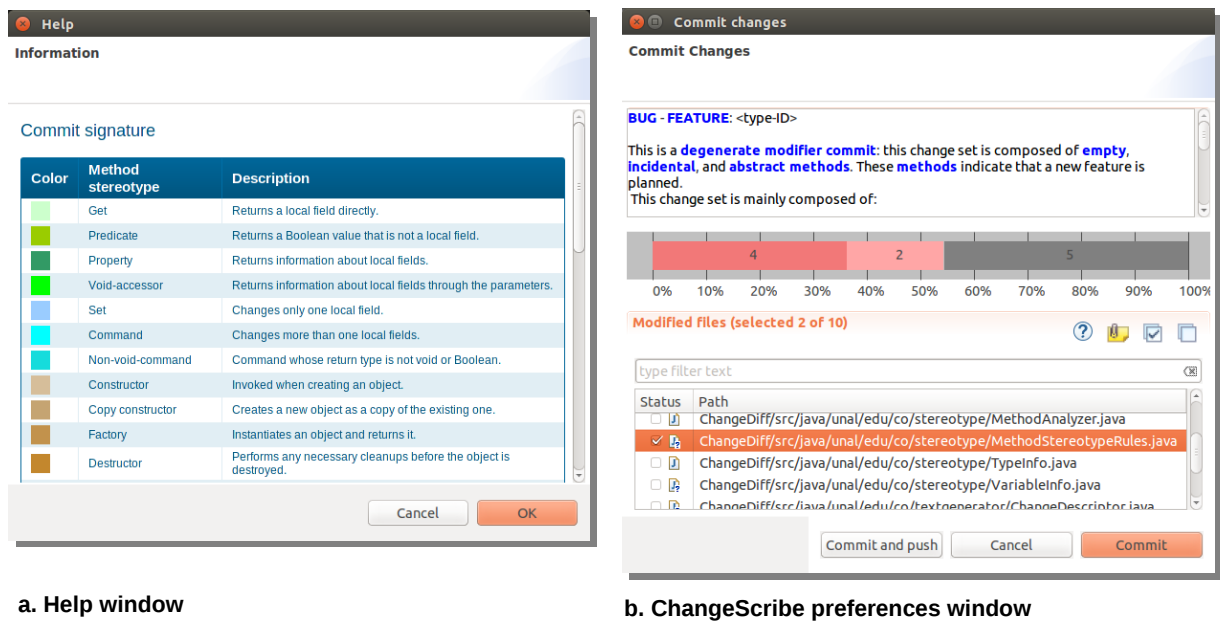 Help
Information
Commit signature
Color Method stereotype Description
Get Returns a local field directly.
Predicate Returns a Boolean value that is not a local field.
Property Returns information about local fields.
Void-accessor Returns information about local fields through the parameters.
Set Changes only one local field.
Command Changes more than one local fields.
Non-void-command Command whose return type is not void or Boolean.
Constructor Invoked when creating an object.
Copy constructor Creates a new object as a copy of the existing one.
Factory Instantiates an object and returns it.
Destructor Performs any necessary cleanups before the object is
destroyed.
Cancel OK
a. Help window
Commit changes
Commit Changes
BUG - FEATURE: <type-ID>
This is a degenerate modifier commit: this change set is composed of empty,
incidental, and abstract methods. These methods indicate that a new feature is
planned.
This change set is mainly composed of:
4 2 5
0% 10% 20% 30% 40% 50% 60% 70% 80% 90% 100%
Modified files (selected 2 of 10)
type filter text
Status Path
ChangeDiff/src/java/unal/edu/co/stereotype/MethodAnalyzer.java
ChangeDiff/src/java/unal/edu/co/stereotype/MethodStereotypeRules.java
ChangeDiff/src/java/unal/edu/co/stereotype/TypeInfo.java
ChangeDiff/src/java/unal/edu/co/stereotype/VariableInfo.java
ChangeDiff/src/java/unal/edu/co/textgenerator/ChangeDescriptor.java
Commit and push Cancel Commit
b. ChangeScribe preferences window